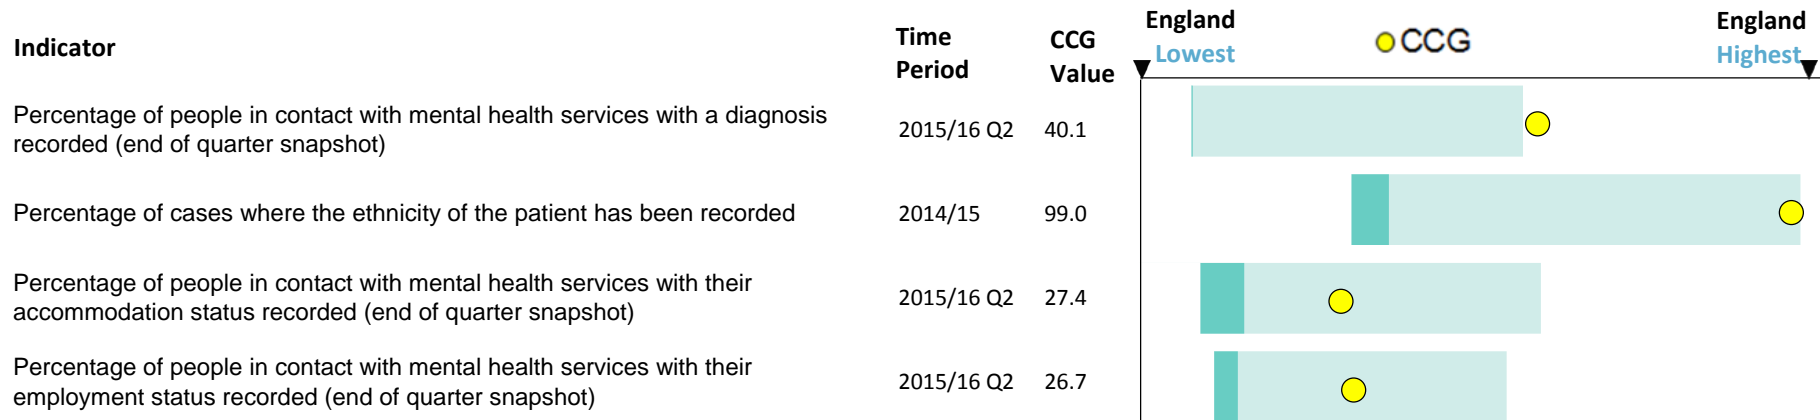 Indicator
Time
Period
CCG
Value
England
Lowest
CCG
England
Highest
Percentage of people in contact with mental health services with a diagnosis
recorded (end of quarter snapshot)
2015/16 Q2
40.1
Percentage of cases where the ethnicity of the patient has been recorded
2014/15
99.0
Percentage of people in contact with mental health services with their
accommodation status recorded (end of quarter snapshot)
2015/16 Q2
27.4
Percentage of people in contact with mental health services with their
employment status recorded (end of quarter snapshot)
2015/16 Q2
26.7